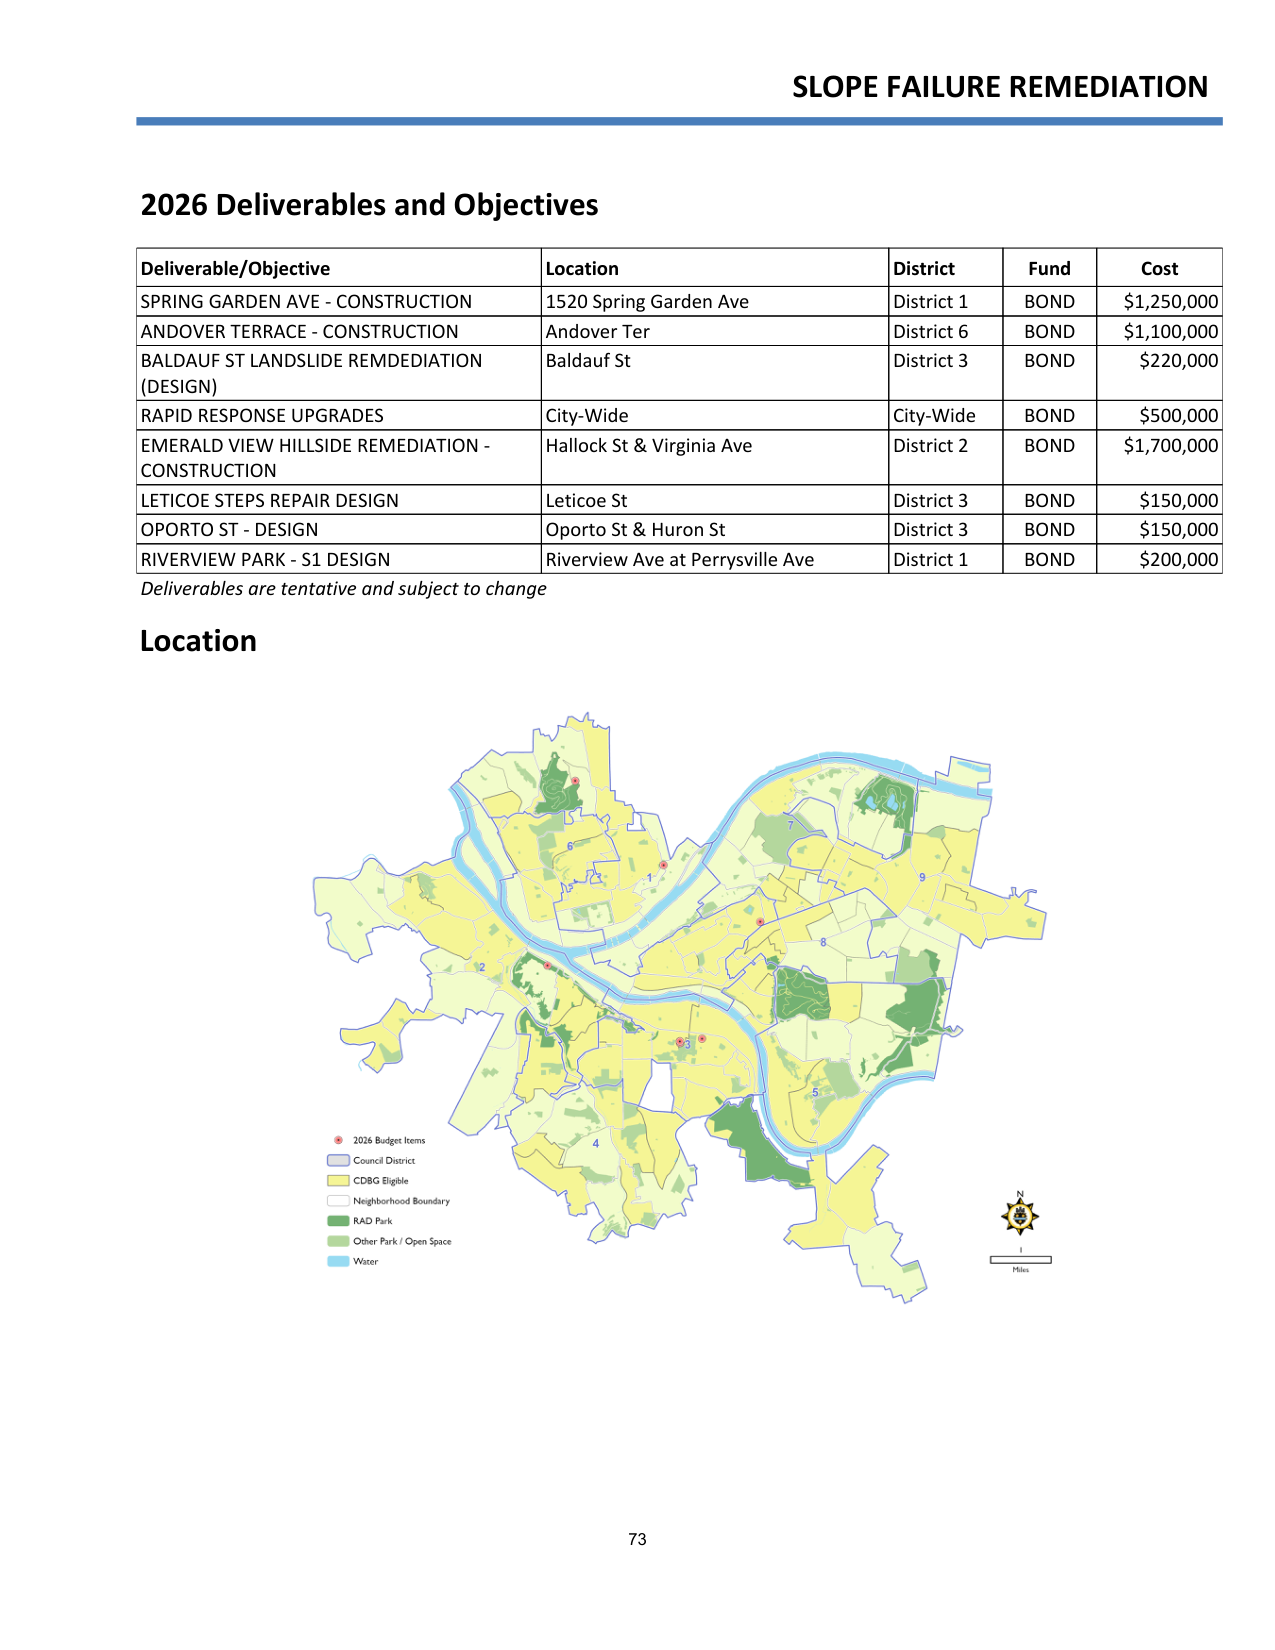 SLOPE FAILURE REMEDIATION
2026 Deliverables and Objectives
Deliverable/Objective Location District Fund Cost
SPRING GARDEN AVE - CONSTRUCTION 1520 Spring Garden Ave District 1 BOND $1,250,000
ANDOVER TERRACE - CONSTRUCTION Andover Ter District 6 BOND $1,100,000
BALDAUF ST LANDSLIDE REMDEDIATION Baldauf St District 3 BOND $220,000
(DESIGN)
RAPID RESPONSE UPGRADES City-Wide City-Wide BOND $500,000
EMERALD VIEW HILLSIDE REMEDIATION - Hallock St & Virginia Ave District 2 BOND $1,700,000
CONSTRUCTION
LETICOE STEPS REPAIR DESIGN Leticoe St District 3 BOND $150,000
OPORTO ST - DESIGN Oporto St & Huron St District 3 BOND $150,000
RIVERVIEW PARK - S1 DESIGN Riverview Ave at Perrysville Ave District 1 BOND $200,000
Deliverables are tentative and subject to change
Location
7
6
1
9
8
2
3
5
4
2026 Budget Items
Council District
CDBG Eligible
Neighborhood Boundary
RAD Park
Other Park / Open Space
Water
N
1
Miles
73